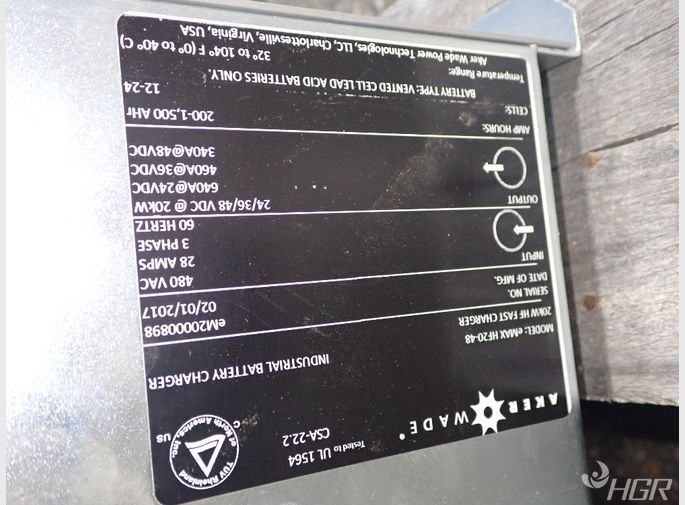 AKER WADE®
Tested to UL 1564
CSA-22.2
TÜV Rheinland
of North America, Inc.
C US
INDUSTRIAL BATTERY CHARGER
MODEL: eMAX HF20-48
20kW HF FAST CHARGER
SERIAL NO. eM20000898
DATE OF MFG. 02/01/2017
INPUT 480 VAC
28 AMPS
3 PHASE
60 HERTZ
OUTPUT 24/36/48 VDC @ 20kW
640A@24VDC
460A@36VDC
340A@48VDC
AMP HOURS: 200-1,500 AHr
CELLS: 12-24
BATTERY TYPE: VENTED CELL LEAD ACID BATTERIES ONLY.
Temperature Range: 32° to 104° F (0° to 40° C)
Aker Wade Power Technologies, LLC, Charlottesville, Virginia, USA
HGR